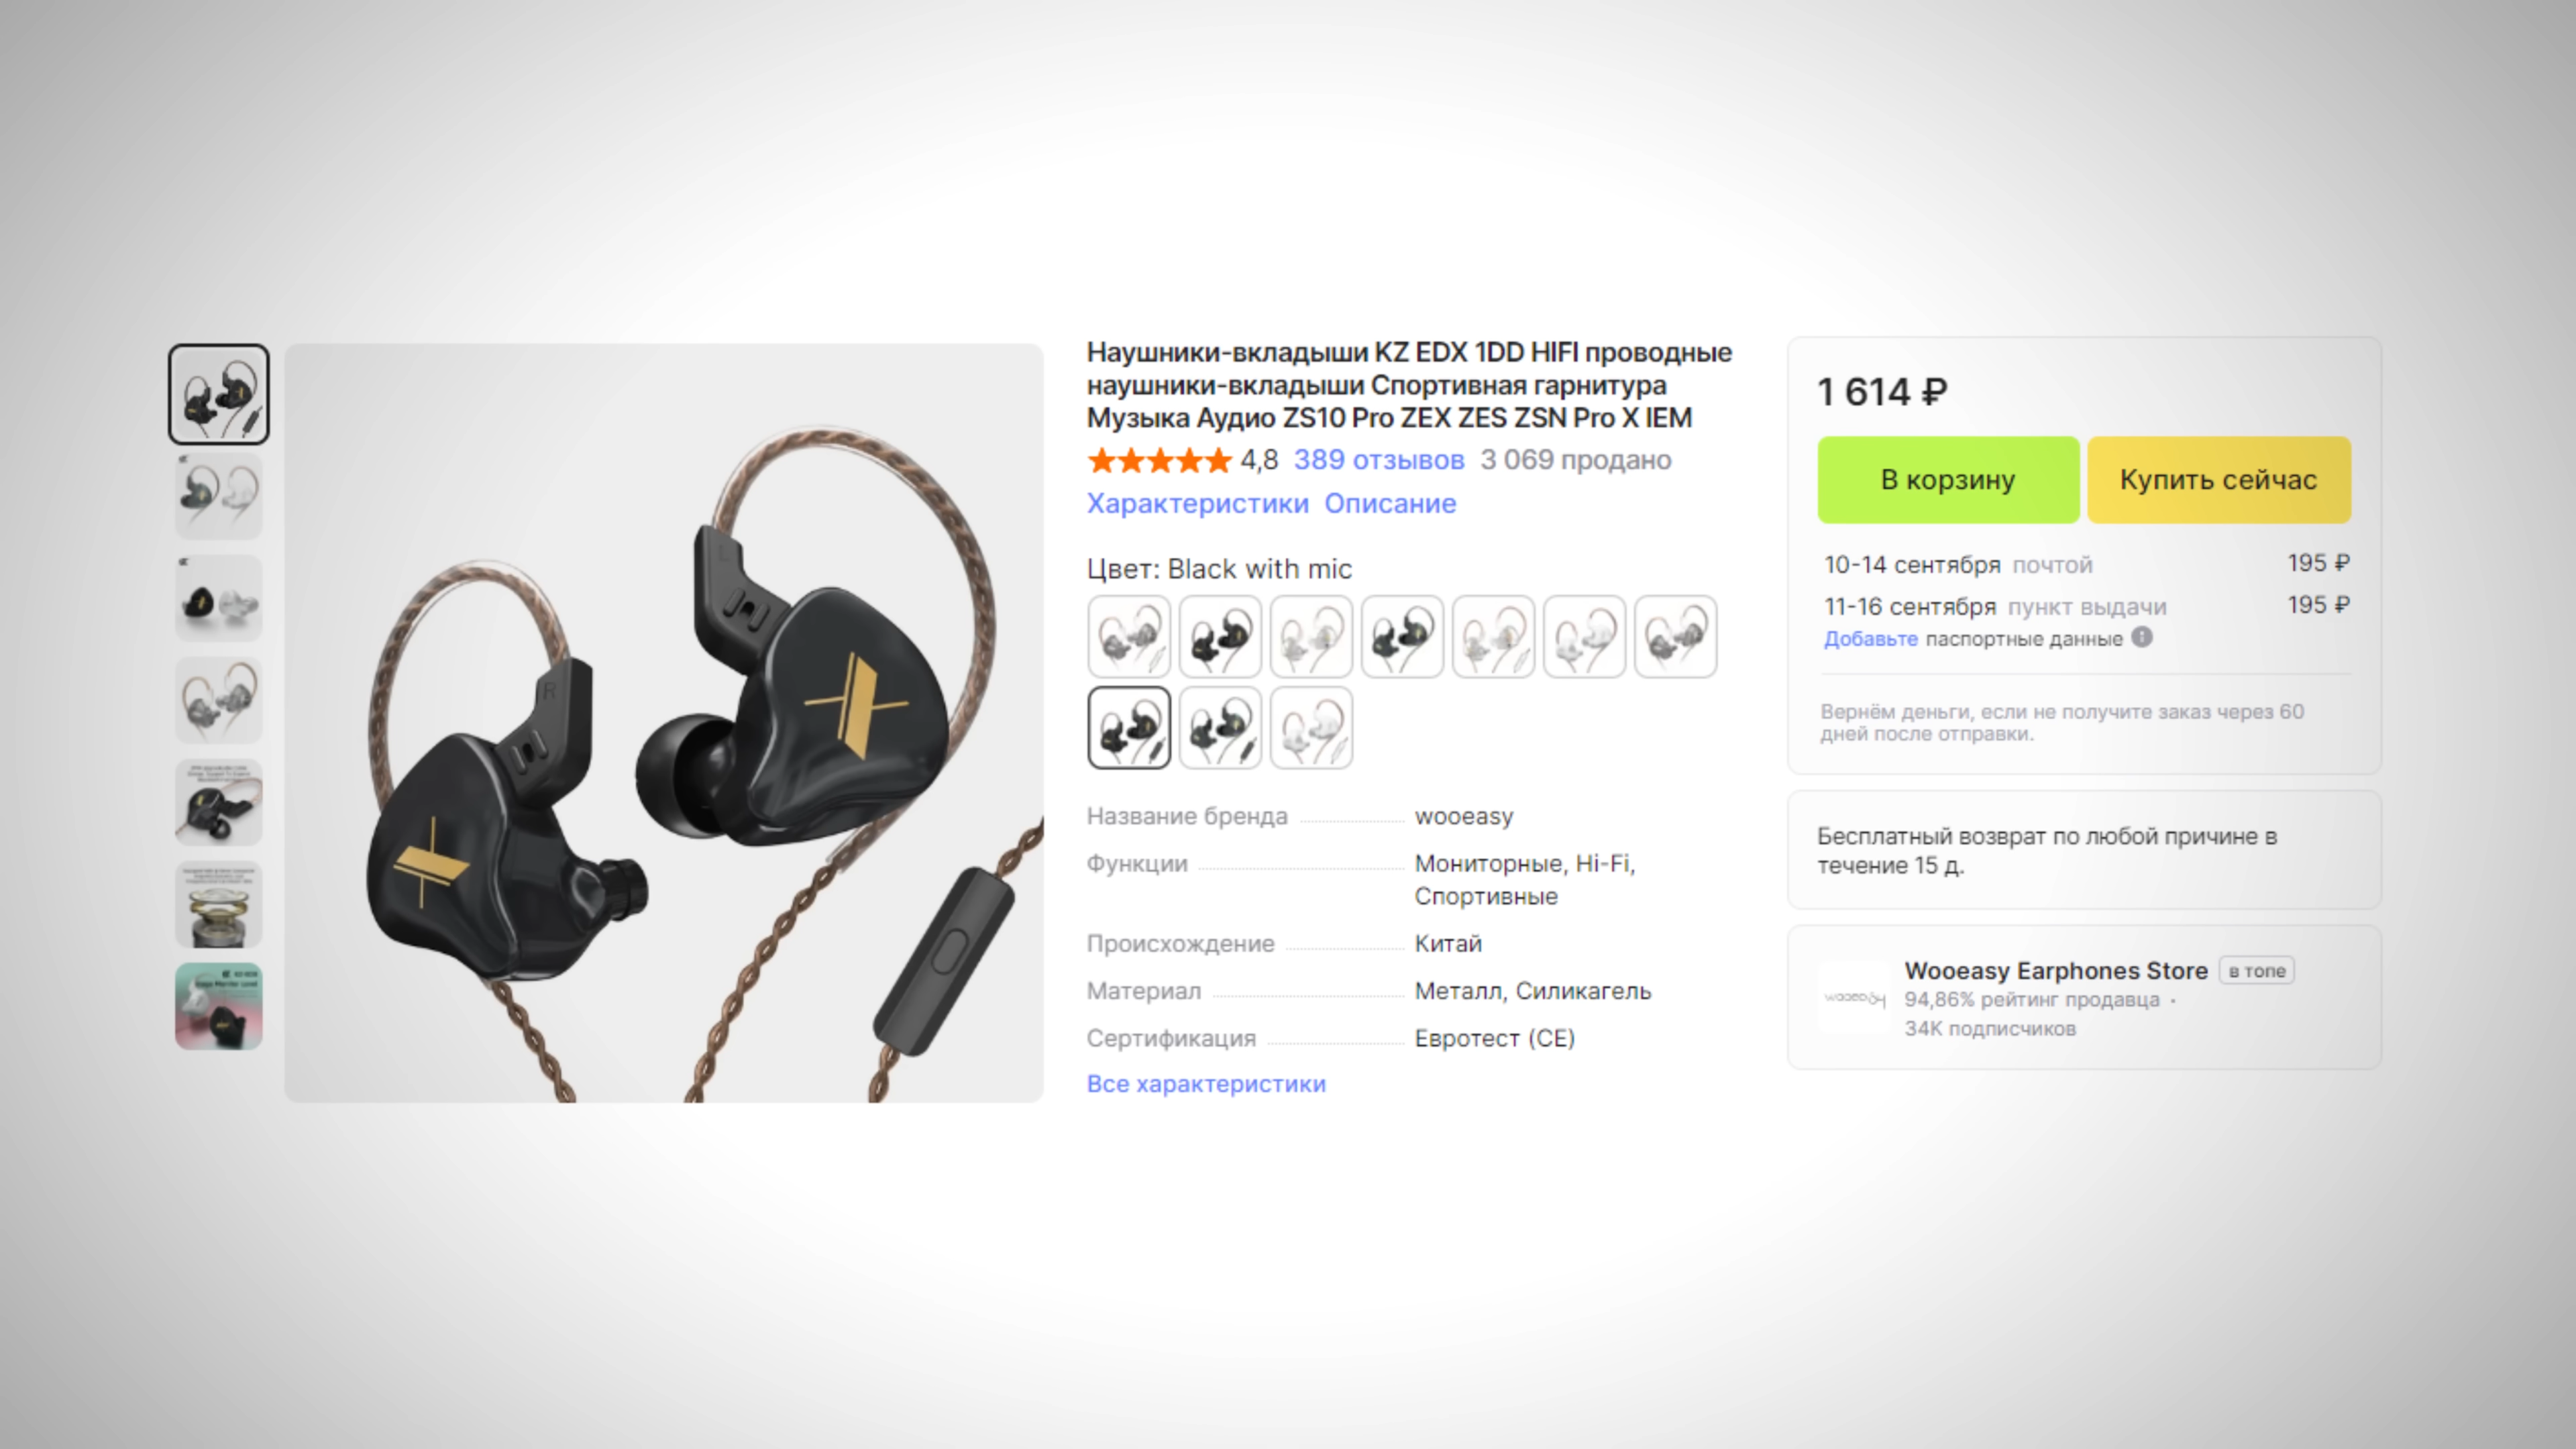 Наушники-вкладыши KZ EDX 1DD HIFI проводные
наушники-вкладыши Спортивная гарнитура
Музыка Аудио ZS10 Pro ZEX ZES ZSN Pro X IEM
4,8 389 отзывов 3 069 продано
Характеристики Описание
Цвет: Black with mic
Название бренда wooeasy
Функции Мониторные, Hi-Fi,
Спортивные
Происхождение Китай
Материал Металл, Силикагель
Сертификация Евротест (CE)
Все характеристики
1 614 ₽
В корзину
Купить сейчас
10-14 сентября почтой 195 ₽
11-16 сентября пункт выдачи 195 ₽
Добавьте паспортные данные
Вернём деньги, если не получите заказ через 60
дней после отправки.
Бесплатный возврат по любой причине в
течение 15 д.
Wooeasy Earphones Store в топе
94,86% рейтинг продавца ·
34K подписчиков
L
R